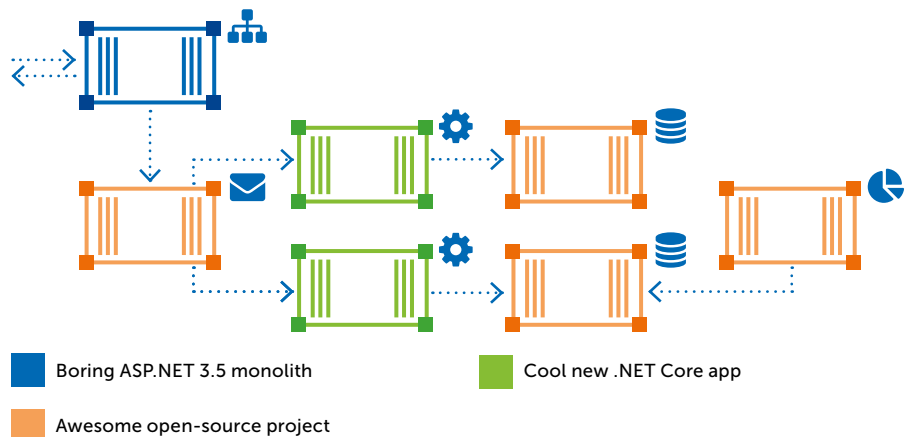 Boring ASP.NET 3.5 monolith
Cool new .NET Core app
Awesome open-source project